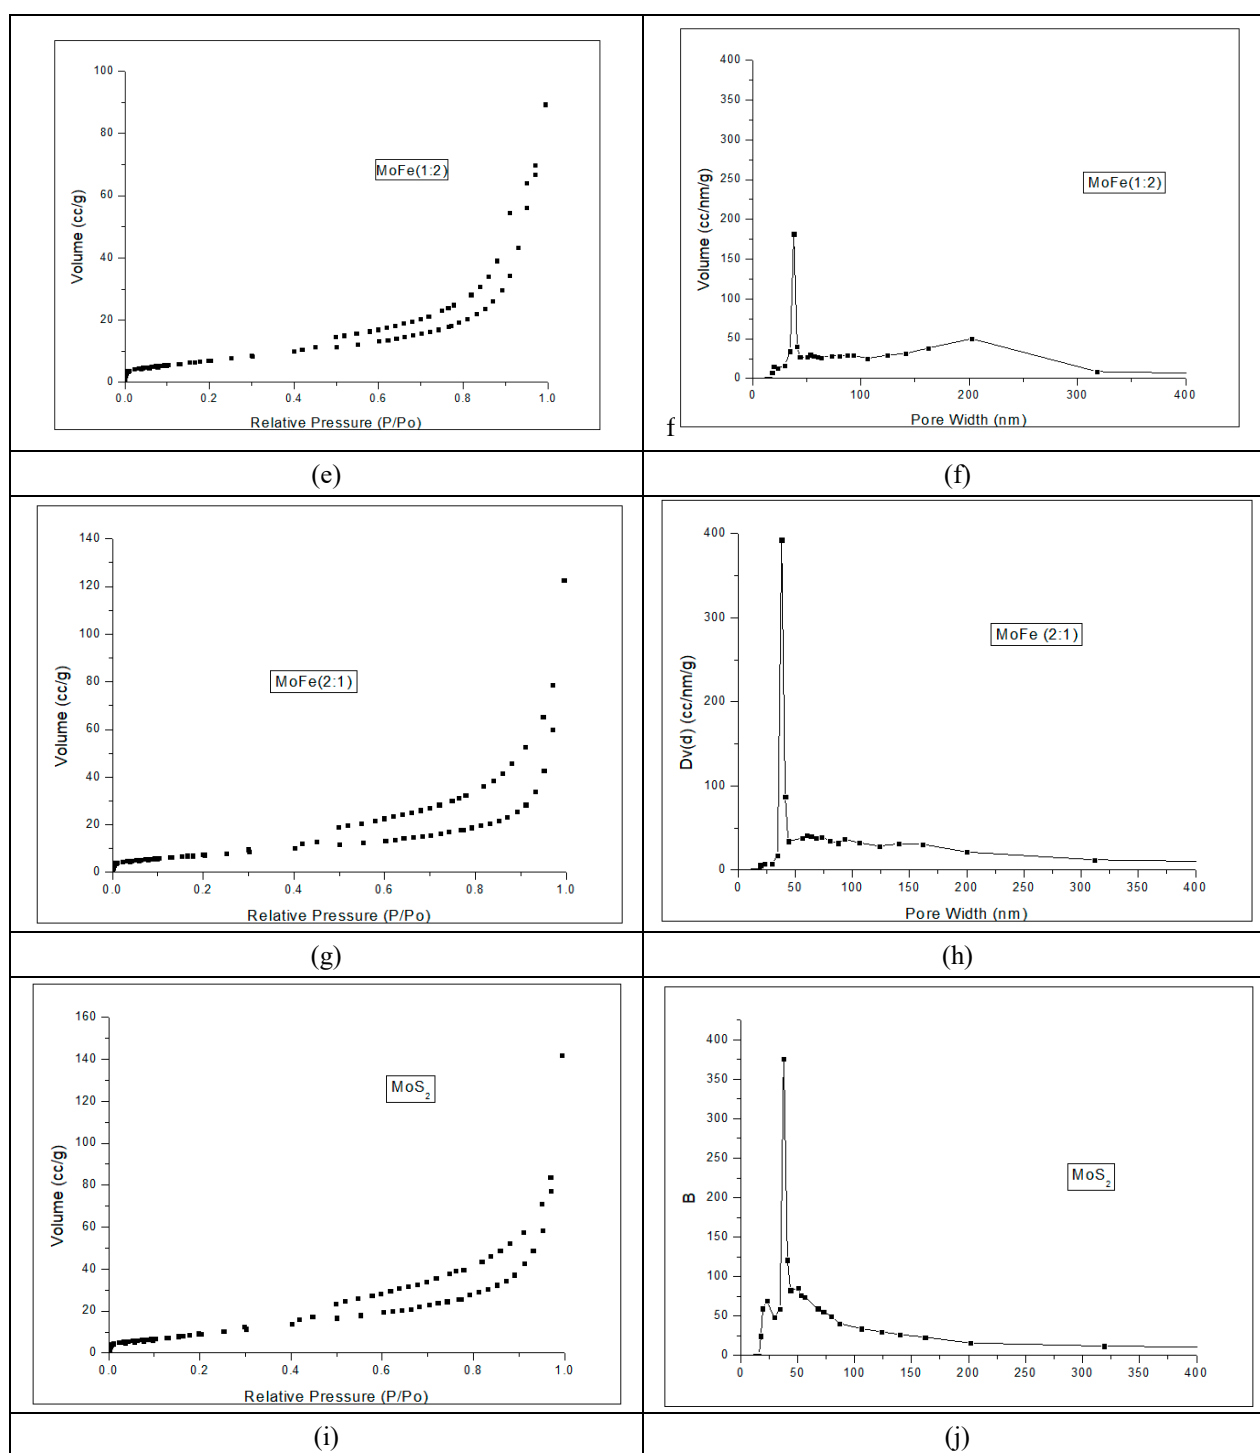 100
80
60
40
20
0
0.0 0.2 0.4 0.6 0.8 1.0
Volume (cc/g)
Relative Pressure (P/Po)
MoFe(1:2)
400
350
300
250
200
150
100
50
0
0 100 200 300 400
Volume (cc/nm/g)
Pore Width (nm)
MoFe(1:2)
f
(e) (f)
140
120
100
80
60
40
20
0
0.0 0.2 0.4 0.6 0.8 1.0
Volume (cc/g)
Relative Pressure (P/Po)
MoFe(2:1)
400
300
200
100
0
0 50 100 150 200 250 300 350 400
Dv(d) (cc/nm/g)
Pore Width (nm)
MoFe (2:1)
(g) (h)
160
140
120
100
80
60
40
20
0
0.0 0.2 0.4 0.6 0.8 1.0
Volume (cc/g)
Relative Pressure (P/Po)
MoS2
400
350
300
250
200
150
100
50
0
0 50 100 150 200 250 300 350 400
B
MoS2
(i) (j)